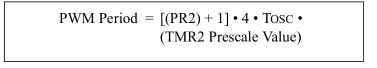 PWM Period = [(PR2) + 1] • 4 • TOSC •
(TMR2 Prescale Value)